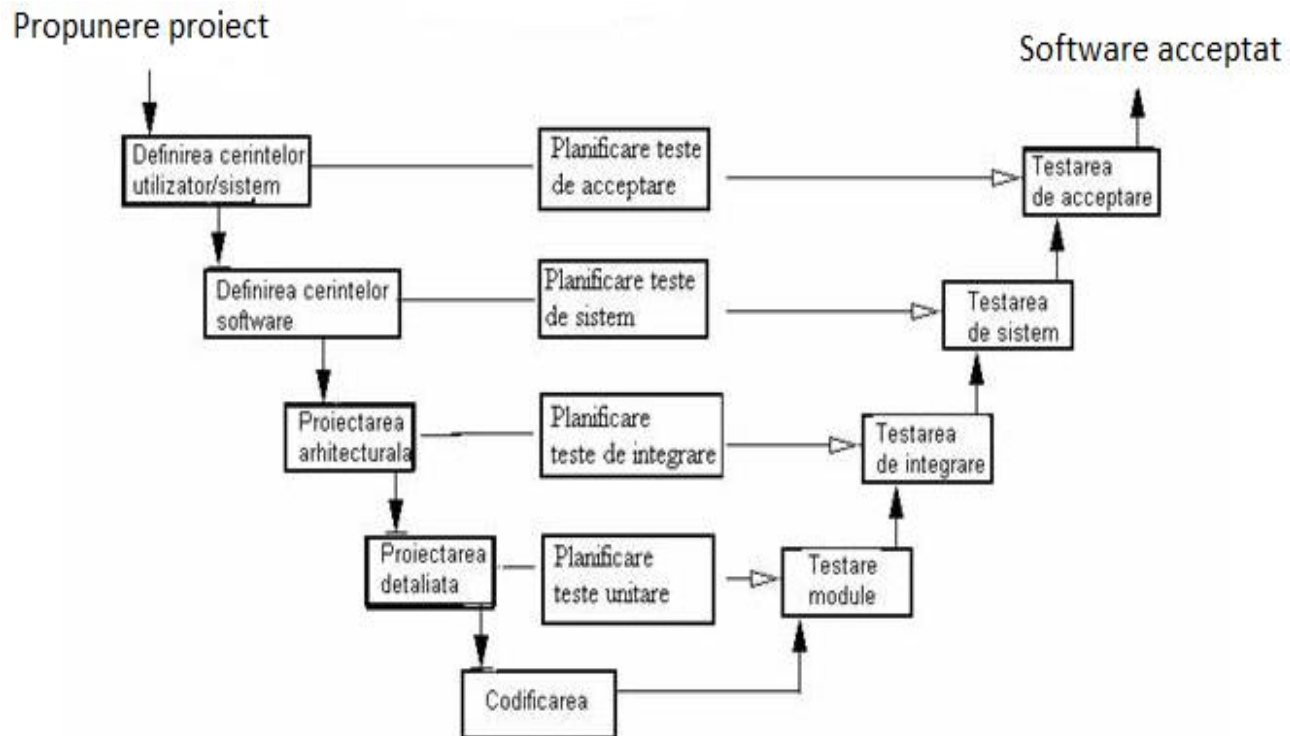 Propunere proiect
Software acceptat
Definirea cerintelor
utilizator/sistem
Planificare teste
de acceptare
Testarea
de acceptare
Definirea cerintelor
software
Planificare teste
de sistem
Testarea
de sistem
Proiectarea
arhitecturala
Planificare
teste de integrare
Testarea
de integrare
Proiectarea
detaliata
Planificare
teste unitare
Testare
module
Codificarea